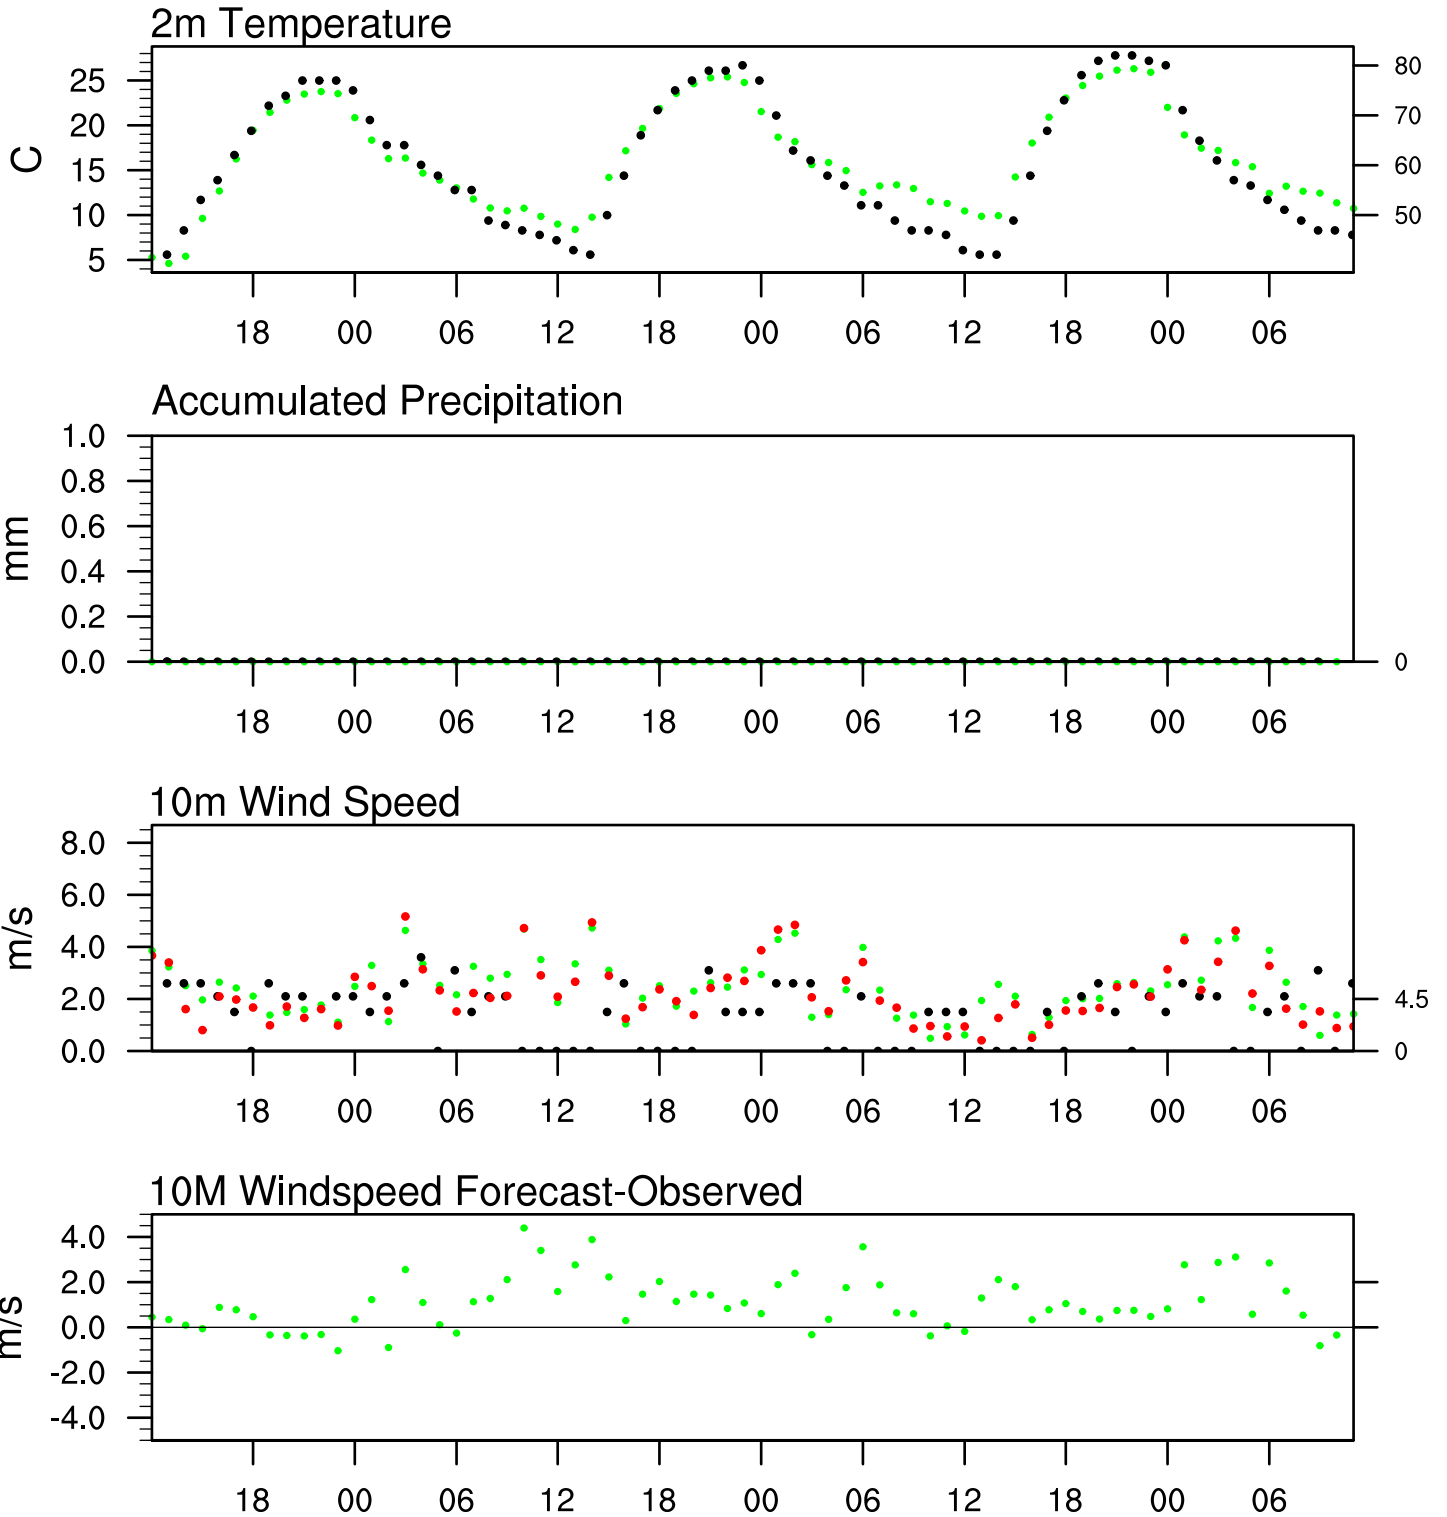 2m Temperature
25
20
15
10
5
C
80
70
60
50
18 00 06 12 18 00 06 12 18 00 06
Accumulated Precipitation
1.0
0.8
0.6
0.4
0.2
0.0
mm
0
18 00 06 12 18 00 06 12 18 00 06
10m Wind Speed
8.0
6.0
4.0
2.0
0.0
m/s
4.5
0
18 00 06 12 18 00 06 12 18 00 06
10M Windspeed Forecast-Observed
4.0
2.0
0.0
-2.0
-4.0
m/s
18 00 06 12 18 00 06 12 18 00 06